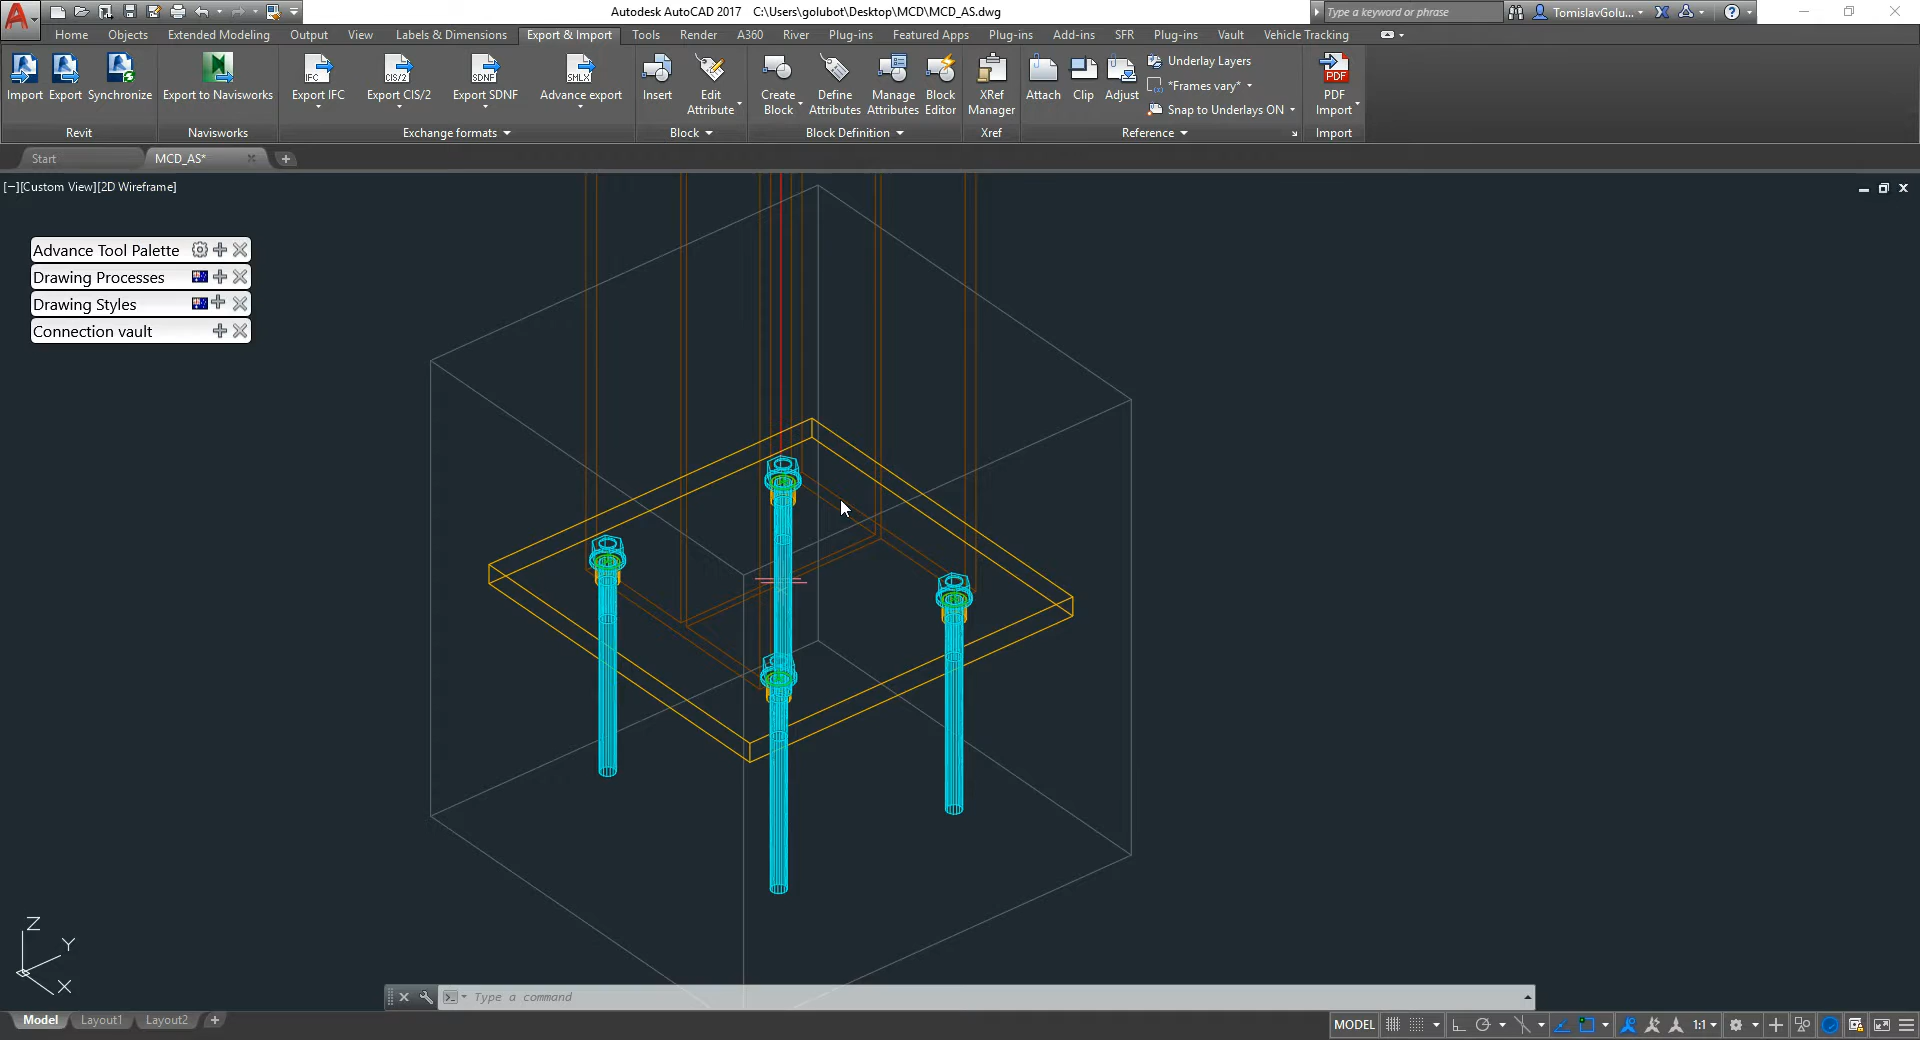 Autodesk AutoCAD 2017 C:\Users\golubot\Desktop\MCD\MCD_AS.dwg
Type a keyword or phrase
TomislavGolu...
Home Objects Extended Modeling Output View Labels & Dimensions Export & Import Tools Render A360 River Plug-ins Featured Apps Plug-ins Add-ins SFR Plug-ins Vault Vehicle Tracking
Import Export Synchronize
Revit
Export to Navisworks
Navisworks
IFC
Export IFC
CIS/2
Export CIS/2
SDNF
Export SDNF
SMLX
Advance export
Exchange formats
Insert
Edit
Attribute
Block
Create
Block
Define
Attributes
Manage
Attributes
Block
Editor
Block Definition
XRef
Manager
Xref
Attach Clip Adjust
Underlay Layers
*Frames vary*
Snap to Underlays ON
Reference
PDF
PDF
Import
Import
Start MCD_AS*
[−][Custom View][2D Wireframe]
Advance Tool Palette
Drawing Processes
Drawing Styles
Connection vault
Z
Y
X
Type a command
Model Layout1 Layout2
MODEL 1:1